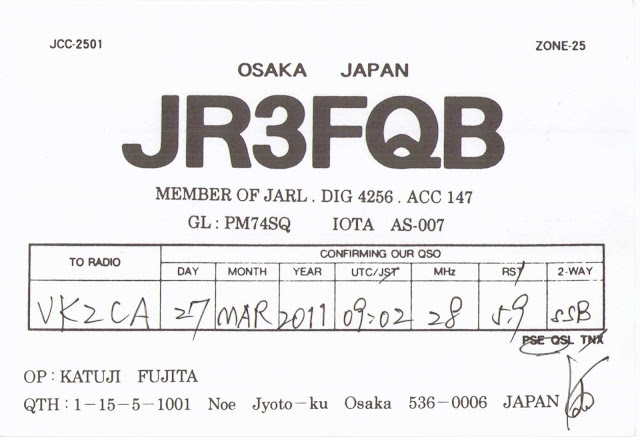 JCC-2501 ZONE-25
OSAKA JAPAN
JR3FQB
MEMBER OF JARL . DIG 4256 . ACC 147
GL : PM74SQ IOTA AS-007
TO RADIO CONFIRMING OUR QSO
DAY MONTH YEAR UTC/JST MHz RST 2-WAY
VK2CA 27 MAR 2011 09:02 28 59 SSB
PSE QSL TNX
OP : KATUJI FUJITA
QTH : 1-15-5-1001 Noe Jyoto-ku Osaka 536-0006 JAPAN